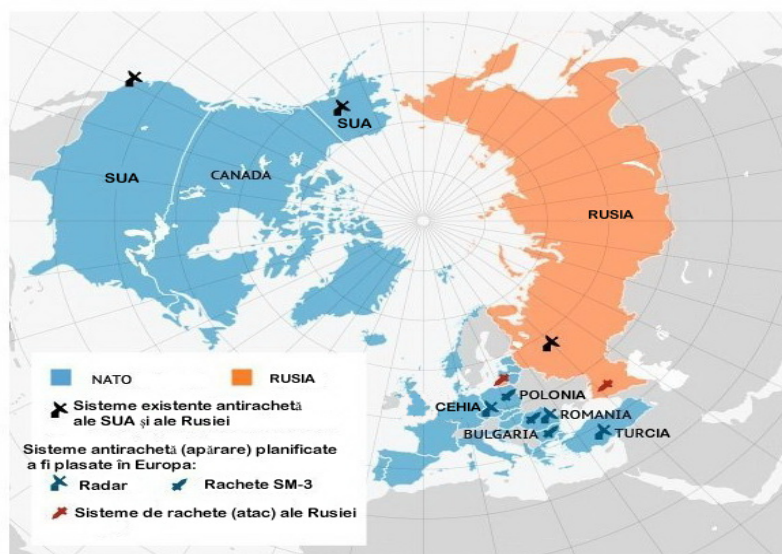 SUA
SUA
CANADA
RUSIA
POLONIA
CEHIA
ROMANIA
BULGARIA
TURCIA
NATO
RUSIA
Sisteme existente antirachetă
ale SUA și ale Rusiei
Sisteme antirachetă (apărare) planificate
a fi plasate în Europa:
Radar
Rachete SM-3
Sisteme de rachete (atac) ale Rusiei